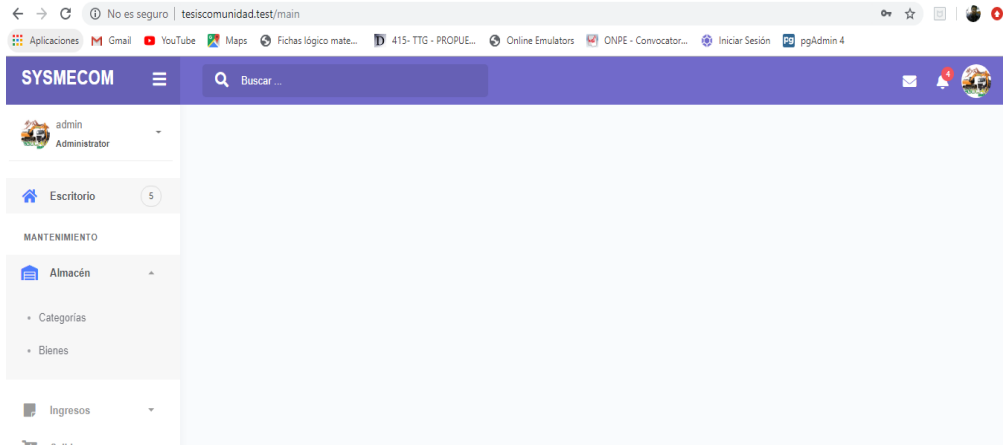 No es seguro | tesiscomunidad.test/main
Aplicaciones Gmail YouTube Maps Fichas lógico mate... 415- TTG - PROPUE... Online Emulators ONPE - Convocator... Iniciar Sesión pgAdmin 4
SYSMECOM Buscar ... 4
admin
Administrator
Escritorio 5
MANTENIMIENTO
Almacén
Categorías
Bienes
Ingresos